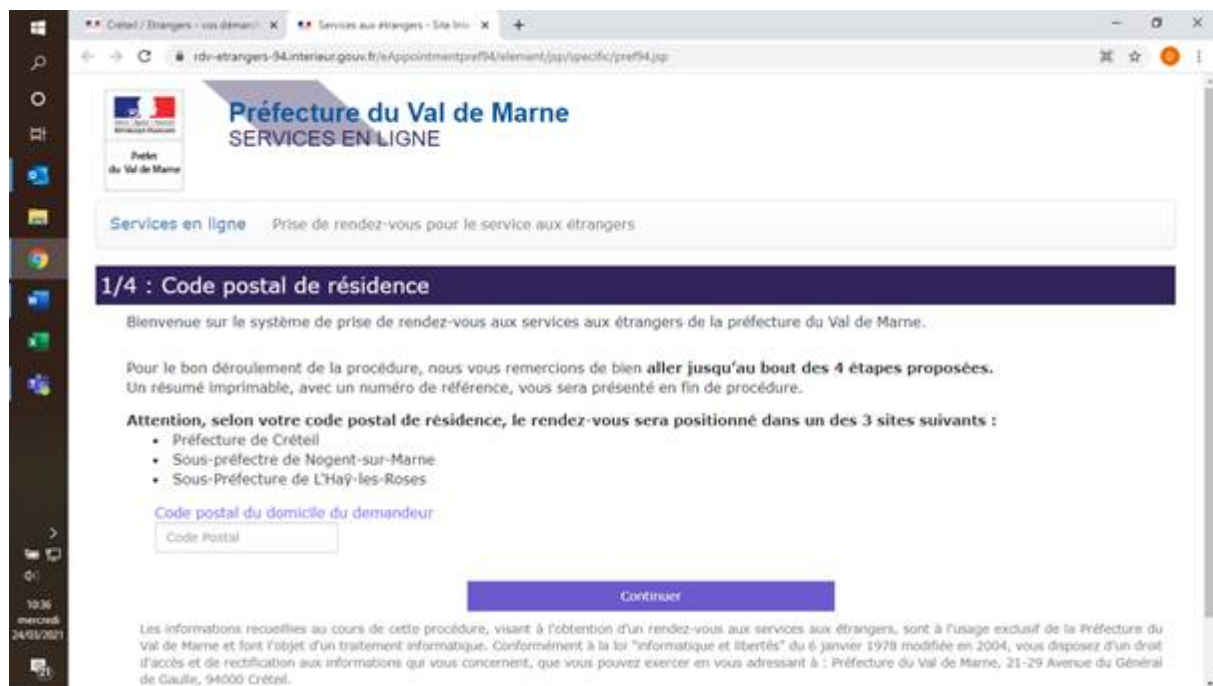 Créteil / Etrangers - vos démarch
Services aux étrangers - Site Inte
rdv-etrangers-94.interieur.gouv.fr/eAppointmentpref94/element/jsp/specific/pref94.jsp
Préfecture du Val de Marne
SERVICES EN LIGNE
Préfet
du Val de Marne
Services en ligne Prise de rendez-vous pour le service aux étrangers
1/4 : Code postal de résidence
Bienvenue sur le système de prise de rendez-vous aux services aux étrangers de la préfecture du Val de Marne.
Pour le bon déroulement de la procédure, nous vous remercions de bien aller jusqu'au bout des 4 étapes proposées.
Un résumé imprimable, avec un numéro de référence, vous sera présenté en fin de procédure.
Attention, selon votre code postal de résidence, le rendez-vous sera positionné dans un des 3 sites suivants :
• Préfecture de Créteil
• Sous-préfectre de Nogent-sur-Marne
• Sous-Préfecture de L'Haÿ-les-Roses
Code postal du domicile du demandeur
Code Postal
Continuer
Les informations recueillies au cours de cette procédure, visant à l'obtention d'un rendez-vous aux services aux étrangers, sont à l'usage exclusif de la Préfecture du
Val de Marne et font l'objet d'un traitement informatique. Conformément à la loi "informatique et libertés" du 6 janvier 1978 modifiée en 2004, vous disposez d'un droit
d'accès et de rectification aux informations qui vous concernent, que vous pouvez exercer en vous adressant à : Préfecture du Val de Marne, 21-29 Avenue du Général
de Gaulle, 94000 Créteil.
10:36
mercredi
24/03/2021